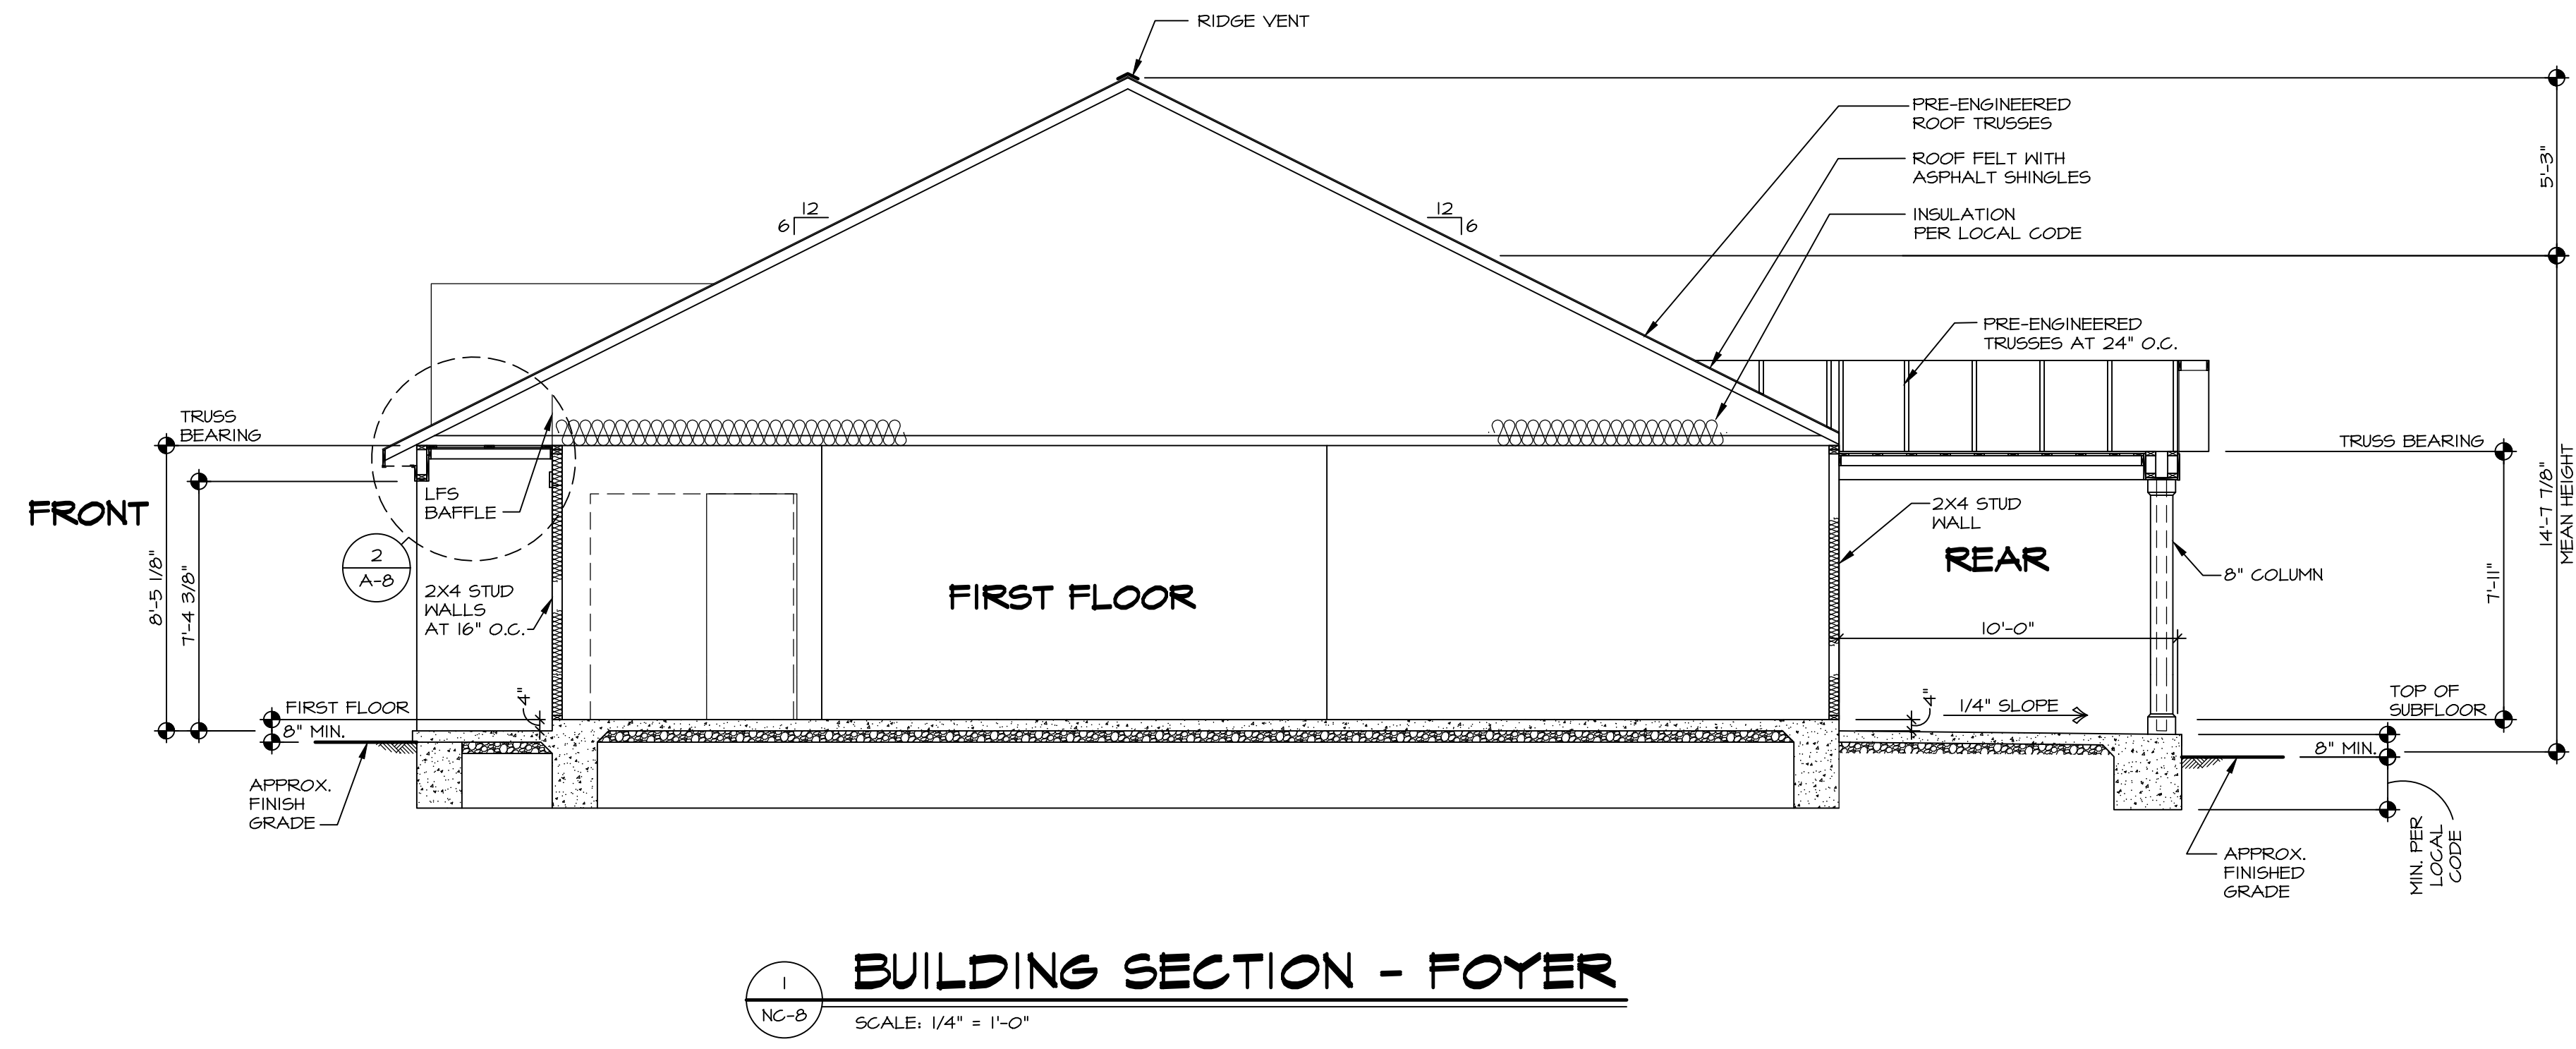 RIDGE VENT
PRE-ENGINEERED
ROOF TRUSSES
ROOF FELT WITH
ASPHALT SHINGLES
INSULATION
PER LOCAL CODE
5'-3"
12
6
12
6
PRE-ENGINEERED
TRUSSES AT 24" O.C.
TRUSS
BEARING
TRUSS BEARING
FRONT
LFS
BAFFLE
2
A-8
2X4 STUD
WALLS
AT 16" O.C.
8'-5 1/8"
7'-4 3/8"
FIRST FLOOR
2X4 STUD
WALL
REAR
8" COLUMN
10'-0"
7'-11"
14'-7 7/8"
MEAN HEIGHT
FIRST FLOOR
8" MIN.
4"
4"
1/4" SLOPE
TOP OF
SUBFLOOR
8" MIN.
APPROX.
FINISH
GRADE
APPROX.
FINISHED
GRADE
MIN. PER
LOCAL
CODE
1
NC-8
BUILDING SECTION - FOYER
SCALE: 1/4" = 1'-0"